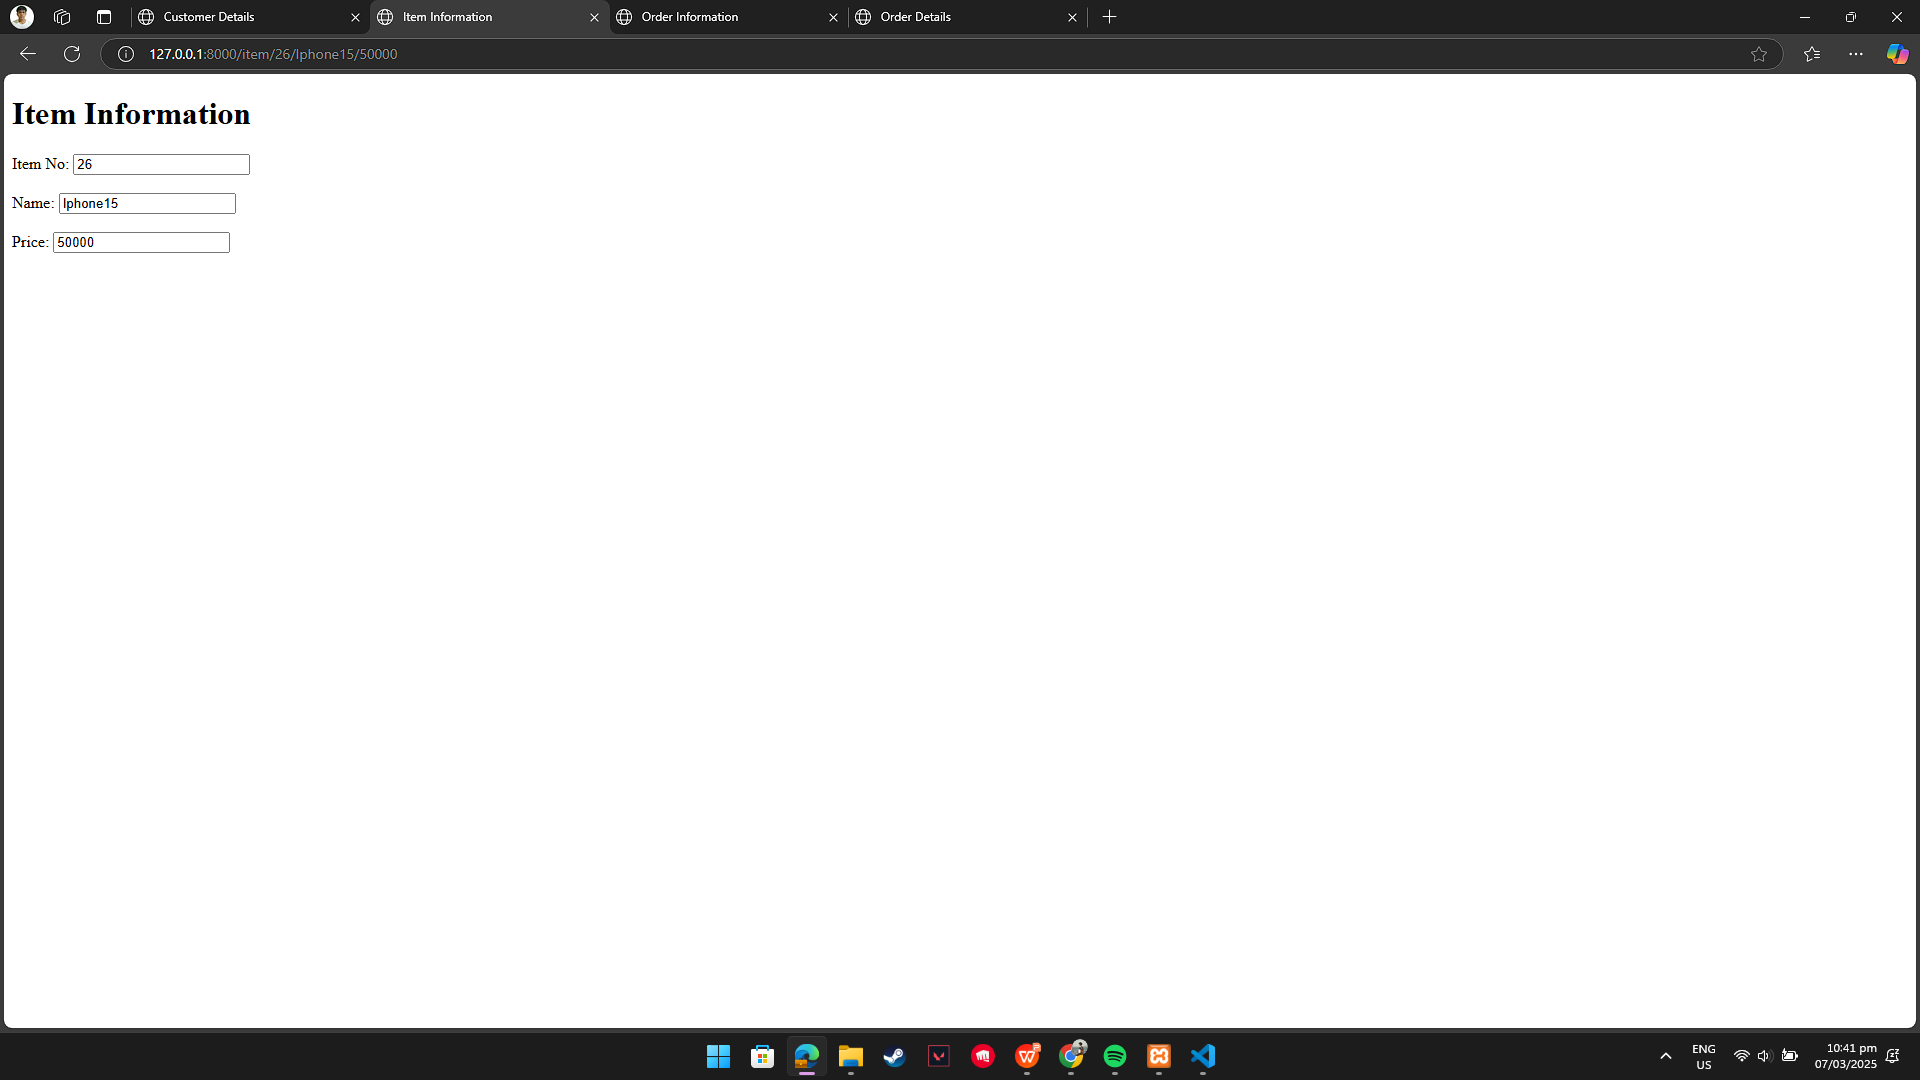 Customer Details
Item Information
Order Information
Order Details
127.0.0.1:8000/item/26/Iphone15/50000
Item Information
Item No: 26
Name: Iphone15
Price: 50000
ENG
US
10:41 pm
07/03/2025